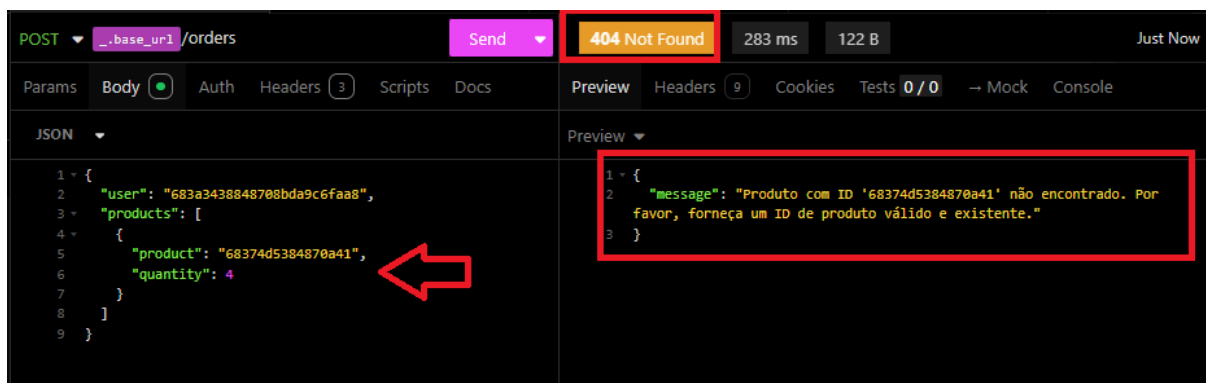 POST _.base_url /orders Send
404 Not Found 283 ms 122 B Just Now
Params Body Auth Headers 3 Scripts Docs
Preview Headers 9 Cookies Tests 0 / 0 → Mock Console
JSON
Preview
1 {
2 "user": "683a3438848708bda9c6faa8",
3 "products": [
4 {
5 "product": "68374d5384870a41",
6 "quantity": 4
7 }
8 ]
9 }
1 {
2 "message": "Produto com ID '68374d5384870a41' não encontrado. Por
favor, forneça um ID de produto válido e existente."
3 }